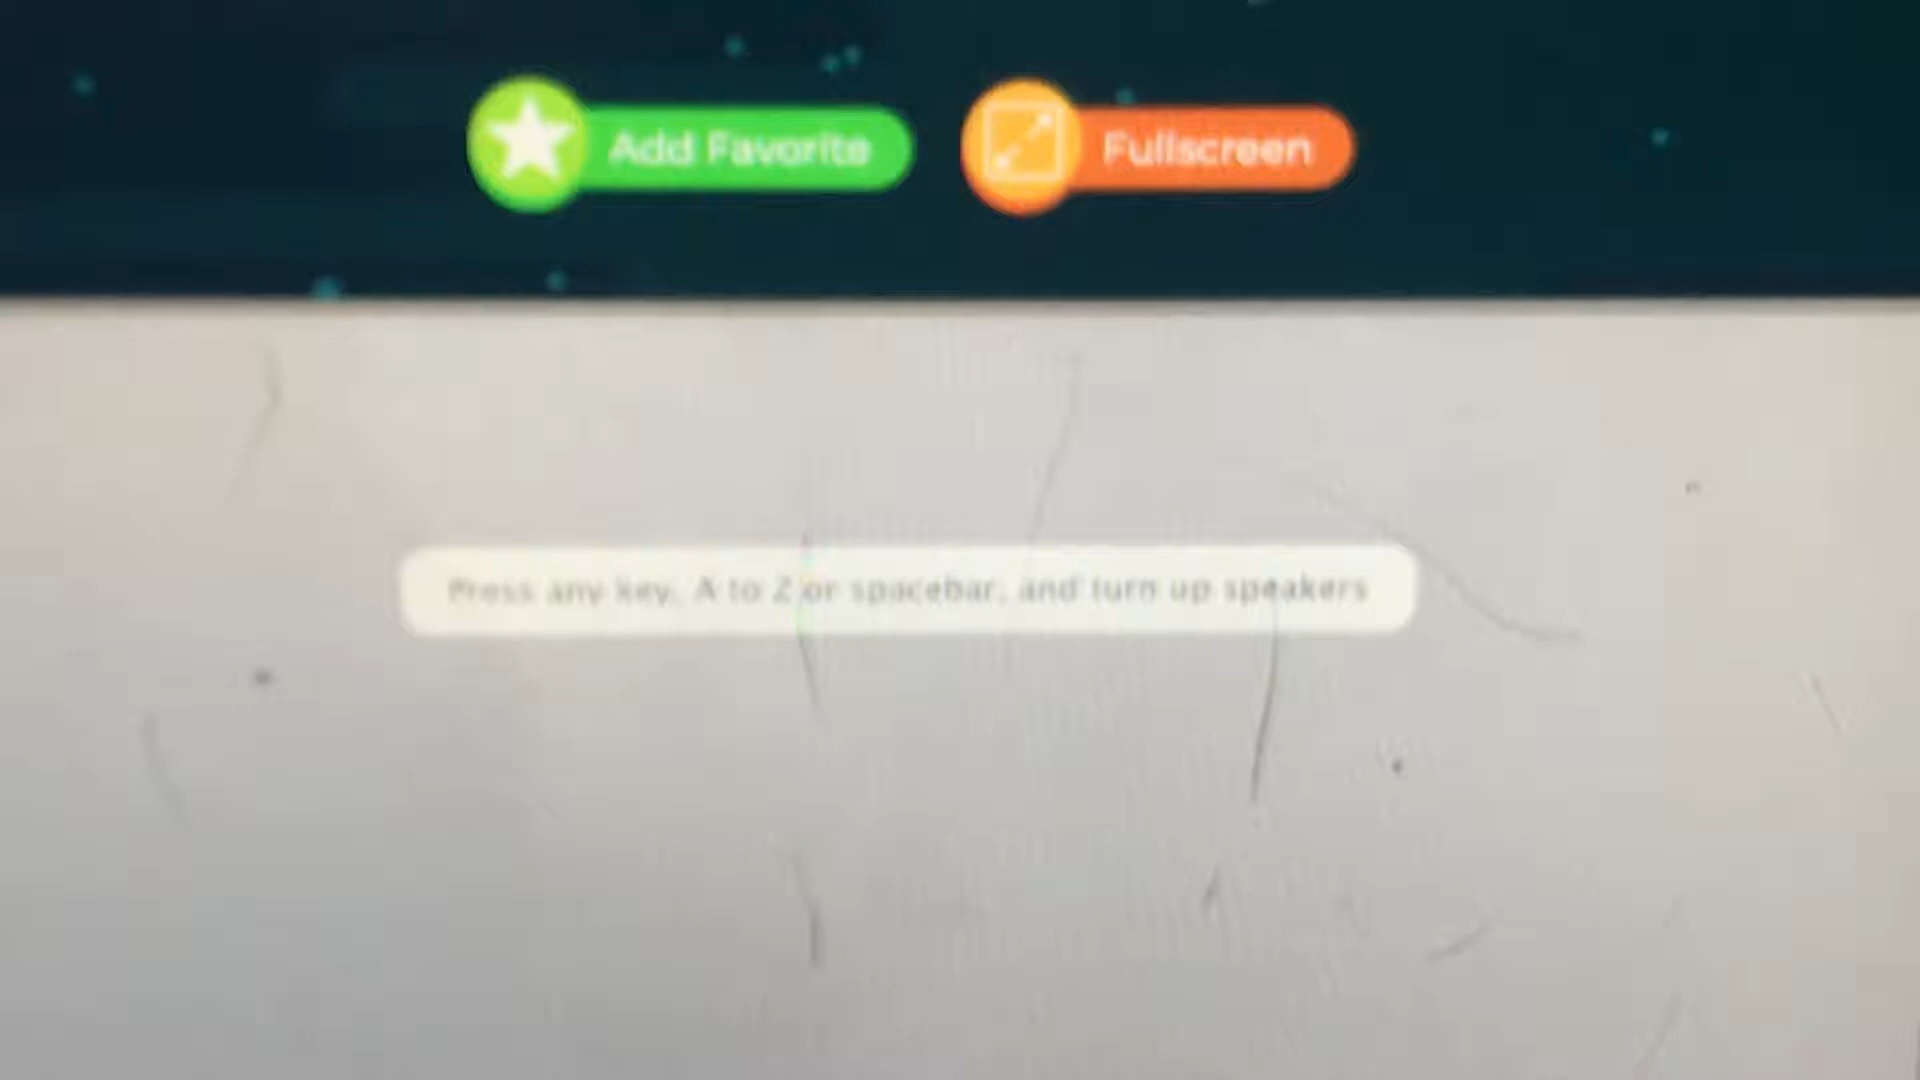 Add Favorite
Fullscreen
Press any key, A to Z or spacebar, and turn up speakers